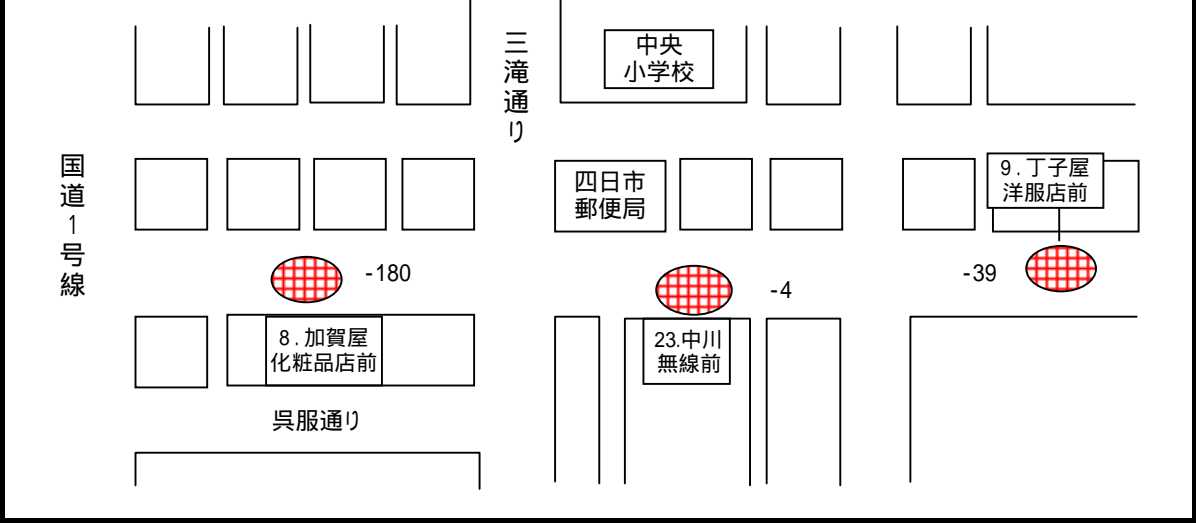 三滝通り
中央
小学校
国道1号線
四日市
郵便局
9.丁子屋
洋服店前
-180
-4
-39
8.加賀屋
化粧品店前
23.中川
無線前
呉服通り